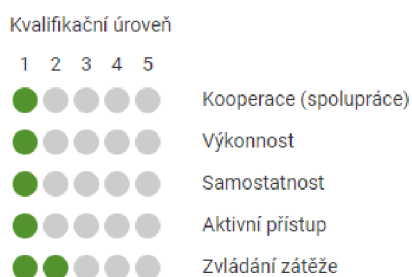 Kvalifikační úroveň
1 2 3 4 5
Kooperace (spolupráce)
Výkonnost
Samostatnost
Aktivní přístup
Zvládání zátěže